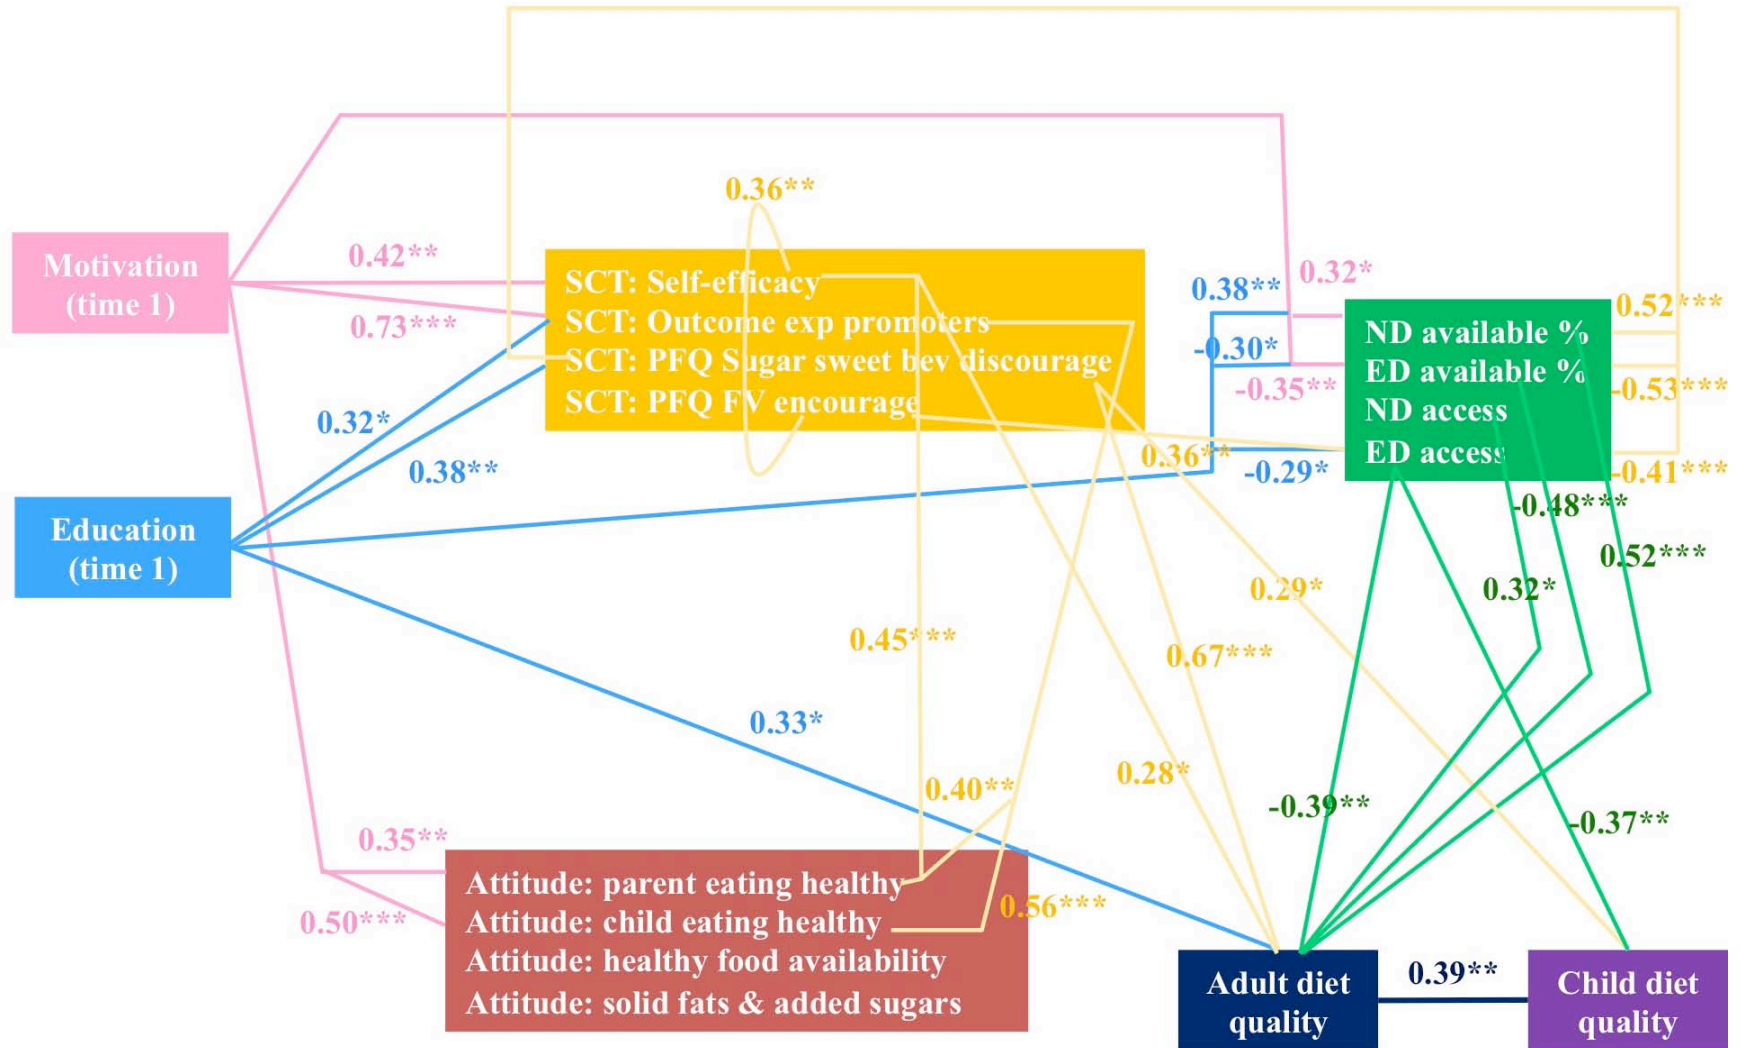 0.36**
Motivation
(time 1)
0.42**
0.73***
SCT: Self-efficacy
SCT: Outcome exp promoters
SCT: PFQ Sugar sweet bev discourage
SCT: PFQ FV encourage
0.38**
0.32*
-0.30*
-0.35**
0.36**
-0.29*
ND available %
ED available %
ND access
ED access
0.52***
-0.53***
-0.41***
0.32*
0.38**
Education
(time 1)
-0.48***
0.52***
0.32*
0.29*
0.45***
0.67***
0.33*
0.28*
0.40**
-0.39**
-0.37**
0.35**
0.50***
Attitude: parent eating healthy
Attitude: child eating healthy
Attitude: healthy food availability
Attitude: solid fats & added sugars
0.56***
Adult diet
quality
0.39**
Child diet
quality